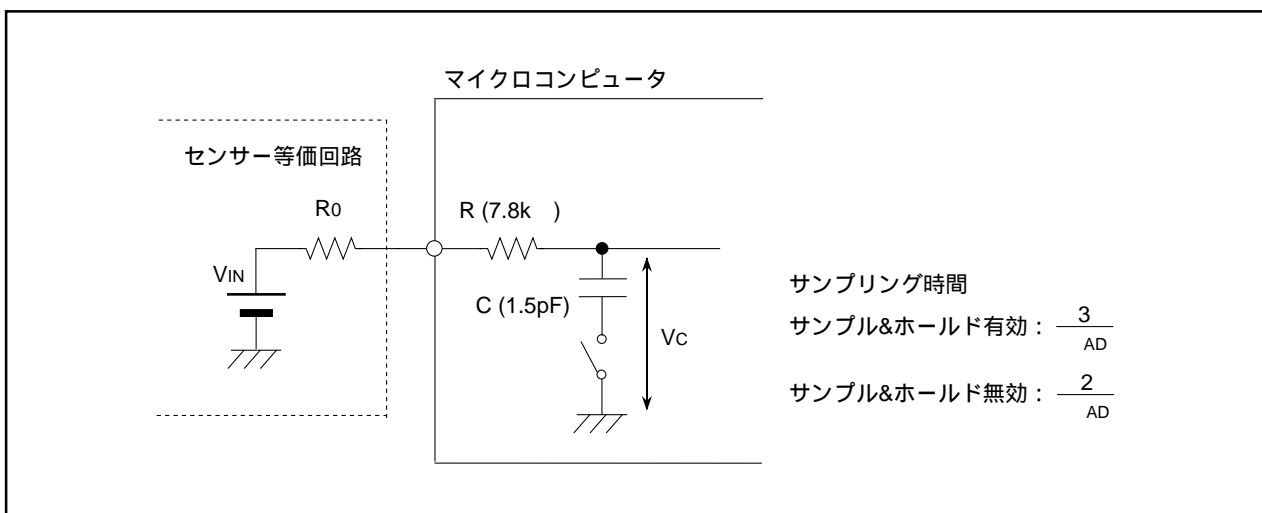 マイクロコンピュータ
センサー等価回路
R0
R (7.8k )
VIN
C (1.5pF)
VC
サンプリング時間
サンプル&ホールド有効： 3
AD
サンプル&ホールド無効： 2
AD